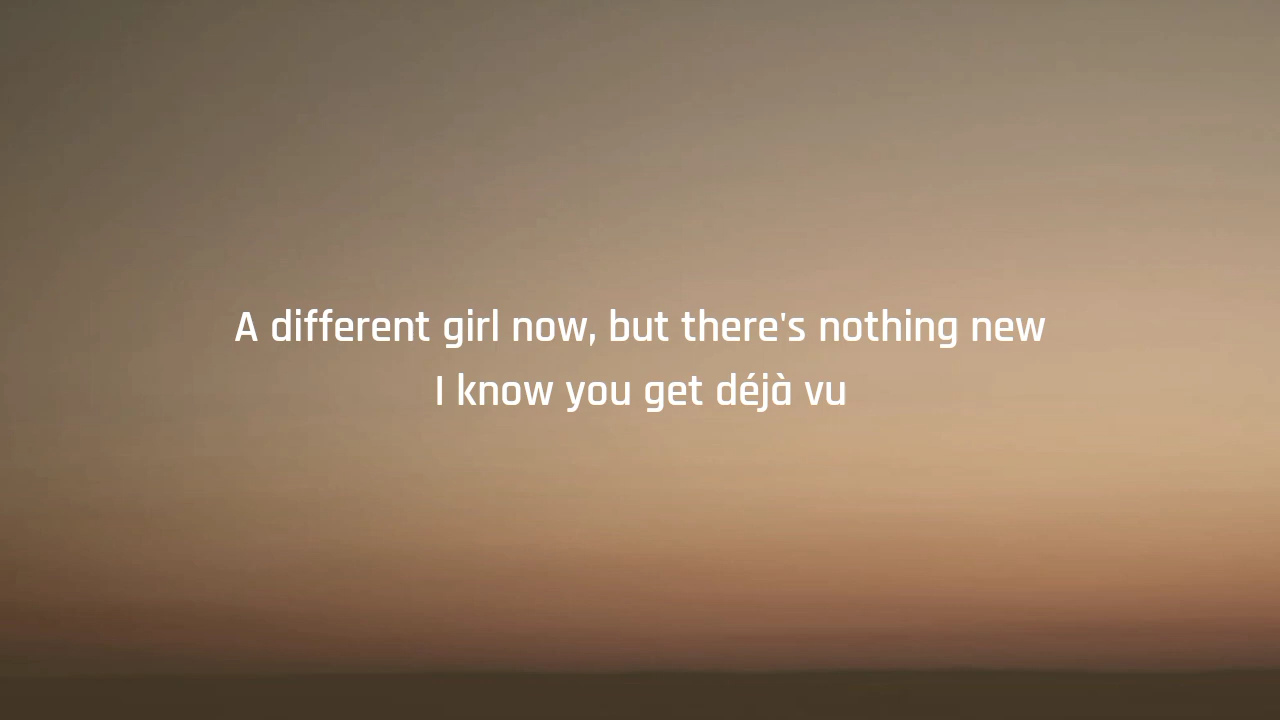 A different girl now, but there's nothing new
I know you get déjà vu